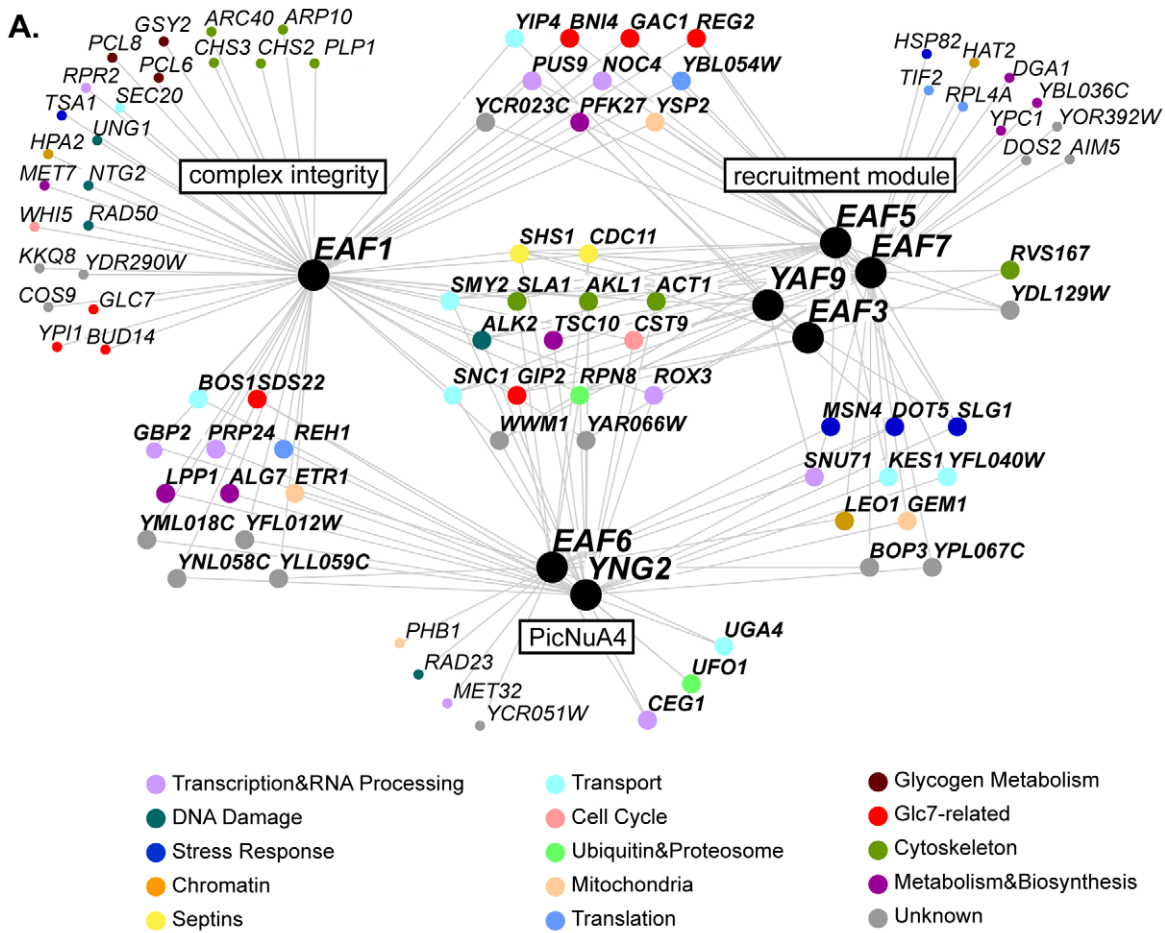 A.
GSY2 ARC40 ARP10
PCL8 CHS3 CHS2 PLP1
RPR2 PCL6
TSA1 SEC20
HPA2 UNG1
MET7 NTG2
WHI5 RAD50
KKQ8 YDR290W
COS9 GLC7
YPI1 BUD14
complex integrity
EAF1
YIP4 BNI4 GAC1 REG2
PUS9 NOC4 YBL054W
YCR023C PFK27 YSP2
HSP82 HAT2
TIF2 RPL4A DGA1
YBL036C
YPC1 YOR392W
DOS2 AIM5
recruitment module
EAF5
EAF7
YAF9
EAF3
RVS167
YDL129W
SHS1 CDC11
SMY2 SLA1 AKL1 ACT1
ALK2 TSC10 CST9
SNC1 GIP2 RPN8 ROX3
WWM1 YAR066W
BOS1 SDS22
GBP2 PRP24 REH1
LPP1 ALG7 ETR1
YML018C YFL012W
YNL058C YLL059C
MSN4 DOT5 SLG1
SNU71 KES1 YFL040W
LEO1 GEM1
BOP3 YPL067C
EAF6
YNG2
PicNuA4
PHB1
RAD23
MET32
YCR051W
UGA4
UFO1
CEG1
Transcription&RNA Processing
DNA Damage
Stress Response
Chromatin
Septins
Transport
Cell Cycle
Ubiquitin&Proteosome
Mitochondria
Translation
Glycogen Metabolism
Glc7-related
Cytoskeleton
Metabolism&Biosynthesis
Unknown